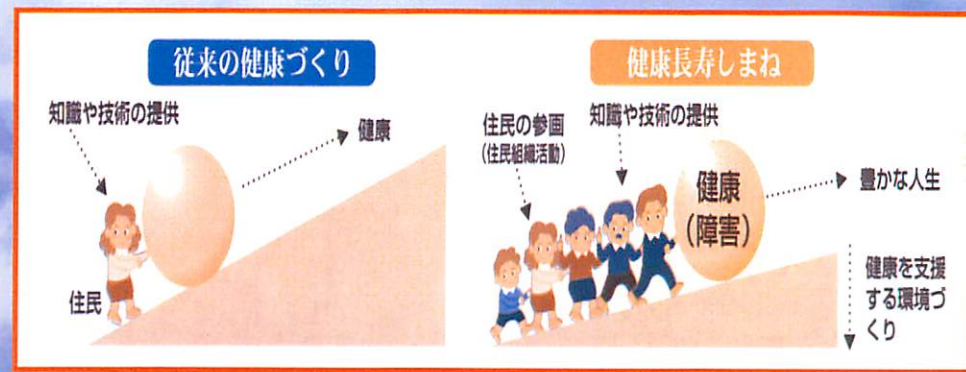 従来の健康づくり
知識や技術の提供
健康
住民
健康長寿しまね
住民の参画
（住民組織活動）
知識や技術の提供
健康
（障害）
豊かな人生
健康を支援
する環境づ
くり